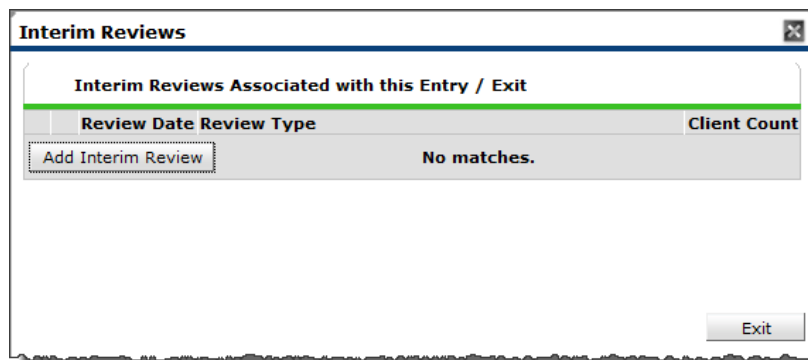 Interim Reviews
Interim Reviews Associated with this Entry / Exit
Review Date Review Type Client Count
Add Interim Review No matches.
Exit